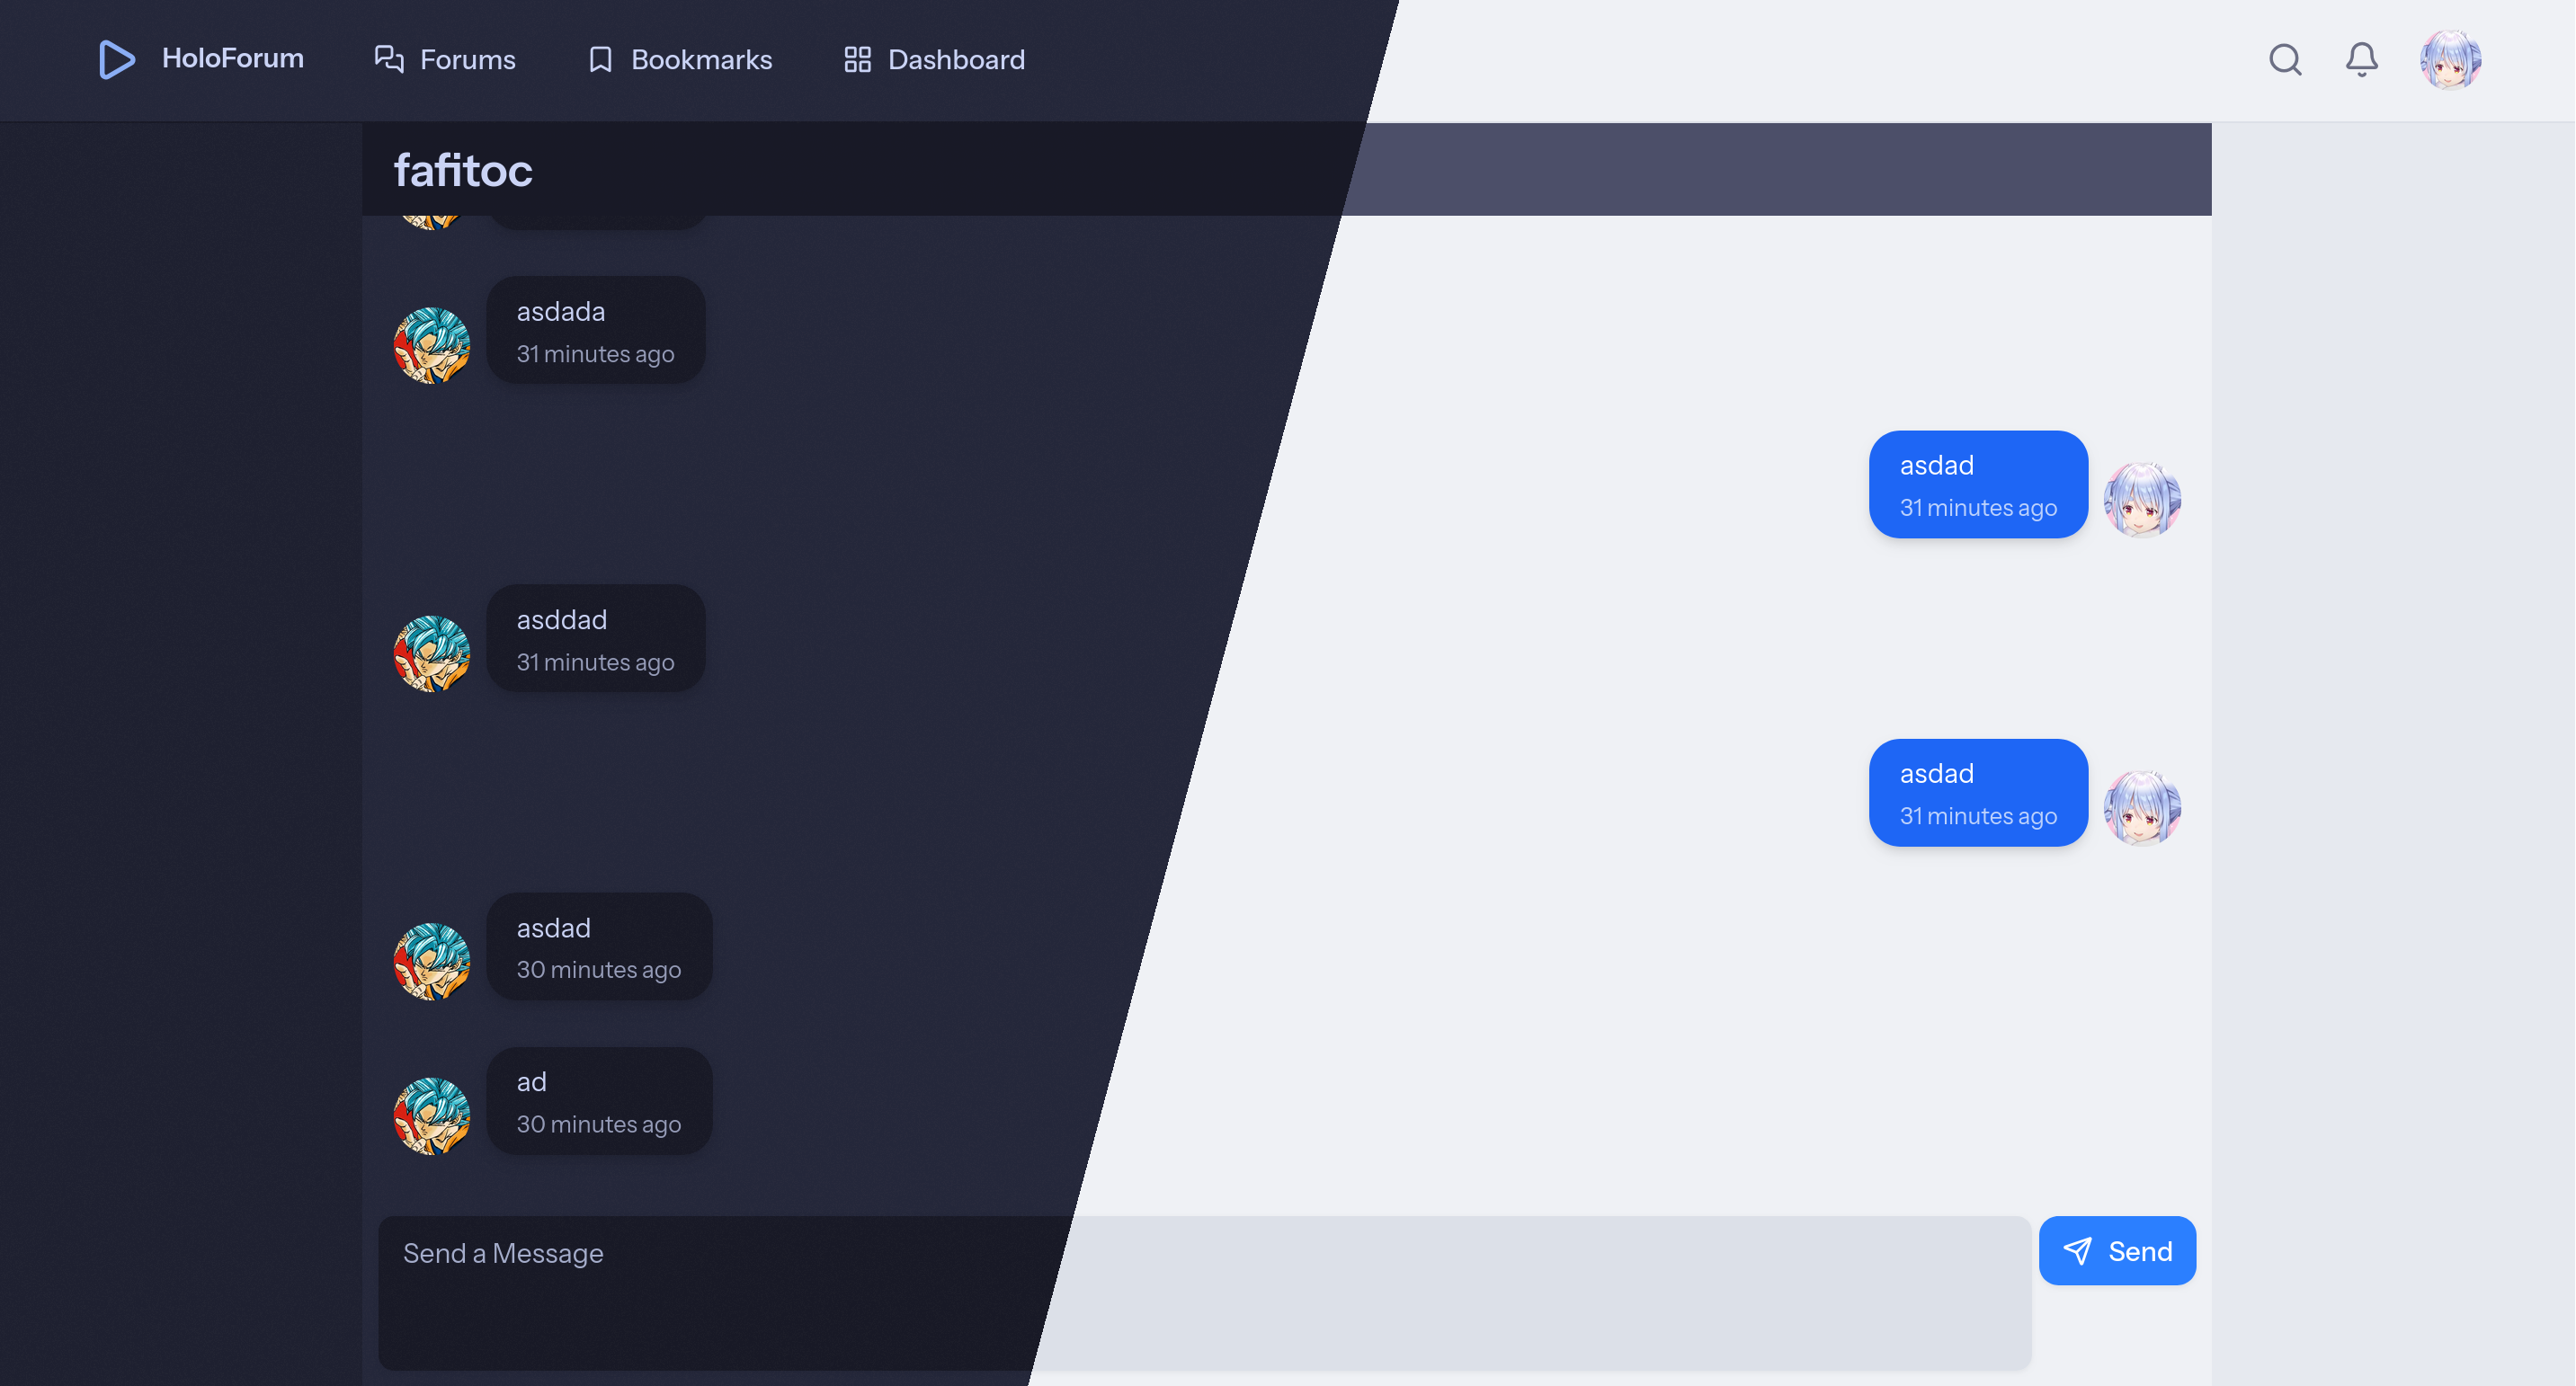 HoloForum
Forums
Bookmarks
Dashboard
fafitoc
asdada
31 minutes ago
asdad
31 minutes ago
asddad
31 minutes ago
asdad
31 minutes ago
asdad
30 minutes ago
ad
30 minutes ago
Send a Message
Send